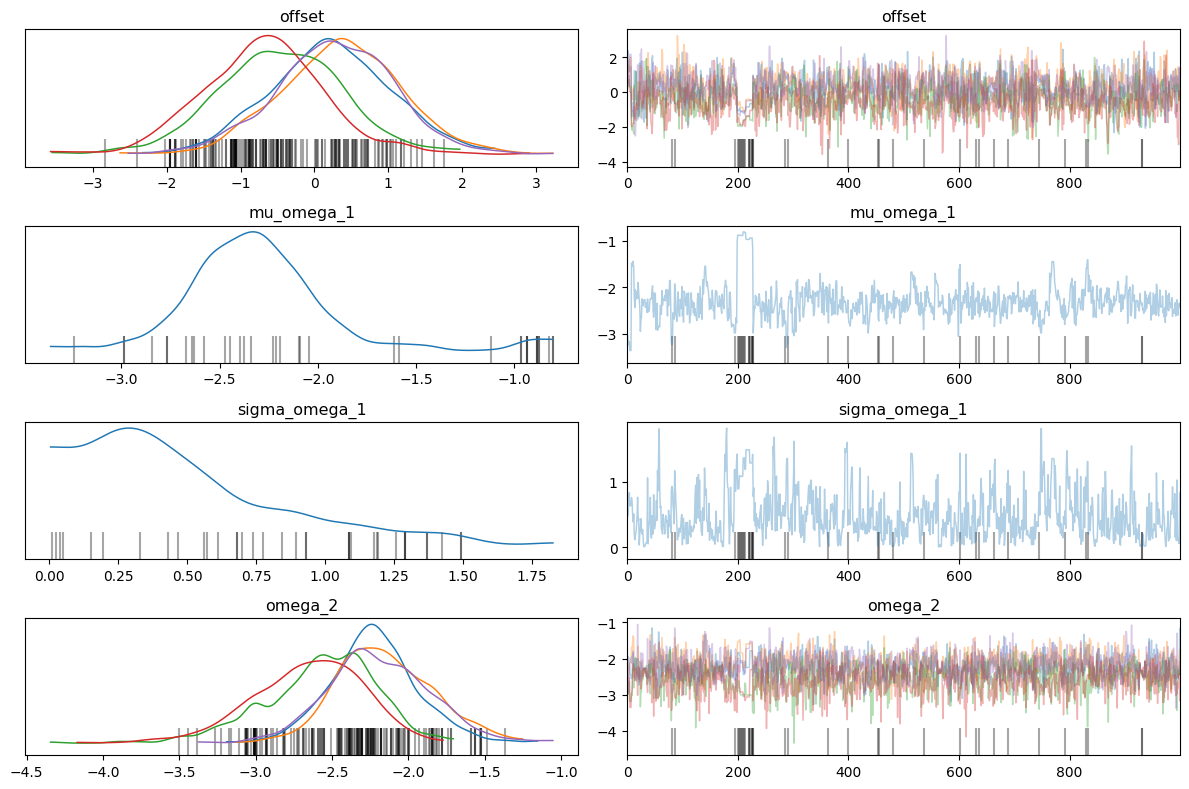 offset offset
−3 −2 −1 0 1 2 3
2 0 −2 −4
0 200 400 600 800
mu_omega_1 mu_omega_1
−3.0 −2.5 −2.0 −1.5 −1.0
−1 −2 −3
0 200 400 600 800
sigma_omega_1 sigma_omega_1
0.00 0.25 0.50 0.75 1.00 1.25 1.50 1.75
1 0
0 200 400 600 800
omega_2 omega_2
−4.5 −4.0 −3.5 −3.0 −2.5 −2.0 −1.5 −1.0
−1 −2 −3 −4
0 200 400 600 800